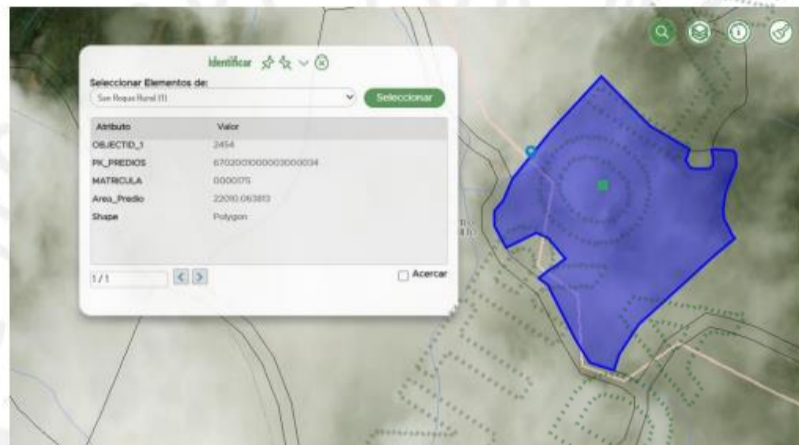 Identificar
Seleccionar Elementos de:
San Roque Rural (1)
Seleccionar
Atributo Valor
OBJECTID_1 2454
PK_PREDIOS 6702001000003000034
MATRICULA 0000175
Area_Predio 22010.063813
Shape Polygon
1 / 1
Acercar